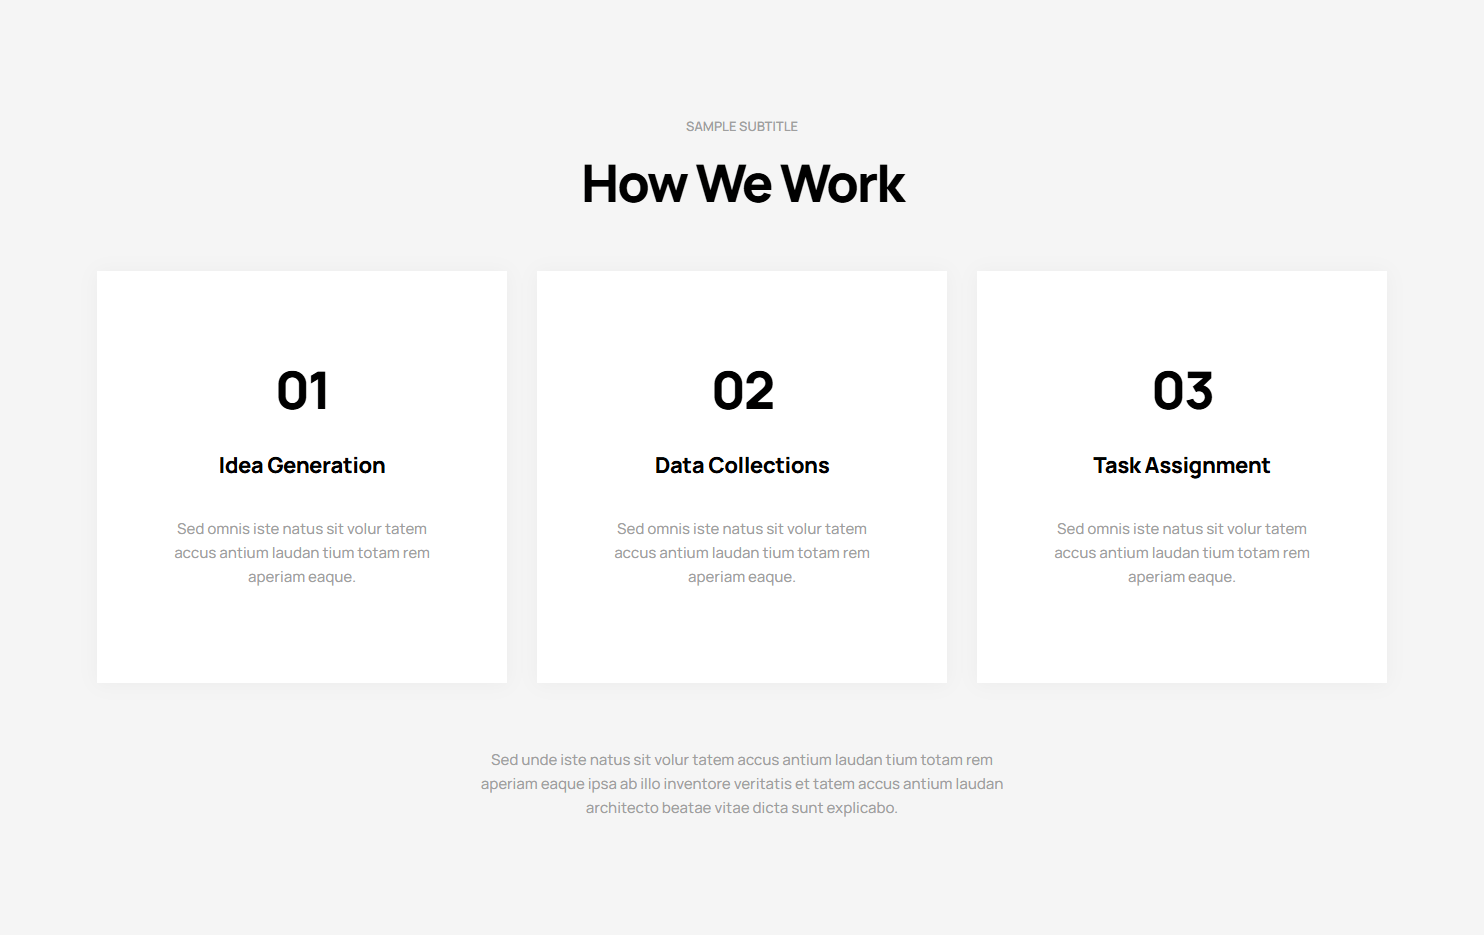 SAMPLE SUBTITLE
How We Work
01
Idea Generation
Sed omnis iste natus sit volur tatem
accus antium laudan tium totam rem
aperiam eaque.
02
Data Collections
Sed omnis iste natus sit volur tatem
accus antium laudan tium totam rem
aperiam eaque.
03
Task Assignment
Sed omnis iste natus sit volur tatem
accus antium laudan tium totam rem
aperiam eaque.
Sed unde iste natus sit volur tatem accus antium laudan tium totam rem
aperiam eaque ipsa ab illo inventore veritatis et tatem accus antium laudan
architecto beatae vitae dicta sunt explicabo.